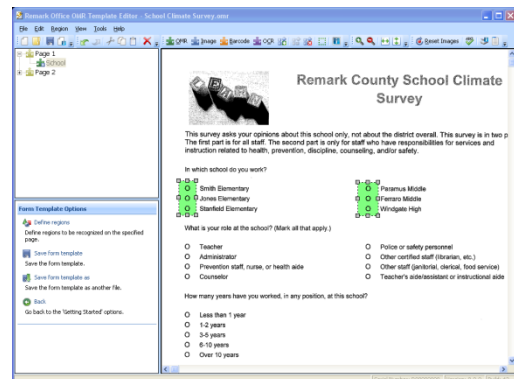 Remark Office OMR Template Editor - School Climate Survey.omr
File Edit Region View Tools Help
OMR Image Barcode OCR Reset Images
Page 1
School
Page 2
Form Template Options
Define regions
Define regions to be recognized on the specified
page.
Save form template
Save the form template.
Save form template as
Save the form template as another file.
Back
Go back to the 'Getting Started' options.
Remark County School Climate
Survey
This survey asks your opinions about this school only, not about the district overall. This survey is in two p
The first part is for all staff. The second part is only for staff who have responsibilities for services and
instruction related to health, prevention, discipline, counseling, and/or safety.
In which school do you work?
Smith Elementary Paramus Middle
Jones Elementary Ferraro Middle
Stanfield Elementary Windgate High
What is your role at the school? (Mark all that apply.)
Teacher Police or safety personnel
Administrator Other certified staff (librarian, etc.)
Prevention staff, nurse, or health aide Other staff (janitorial, clerical, food service)
Counselor Teacher's aide/assistant or instructional aide
How many years have you worked, in any position, at this school?
Less than 1 year
1-2 years
3-5 years
6-10 years
Over 10 years